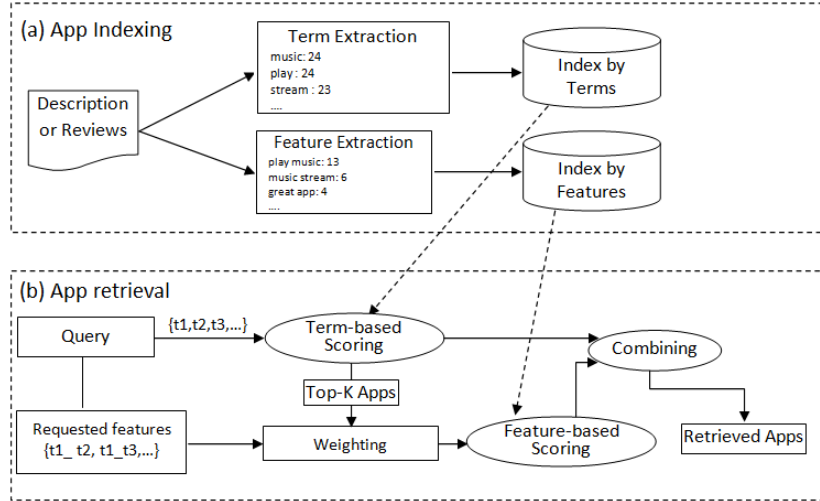 (a) App Indexing
Description
or Reviews
Term Extraction
music: 24
play : 24
stream : 23
....
Index by
Terms
Feature Extraction
play music: 13
music stream: 6
great app: 4
....
Index by
Features
(b) App retrieval
Query
{t1,t2,t3,...}
Term-based
Scoring
Combining
Top-K Apps
Requested features
{t1_ t2, t1_t3,...}
Weighting
Feature-based
Scoring
Retrieved Apps